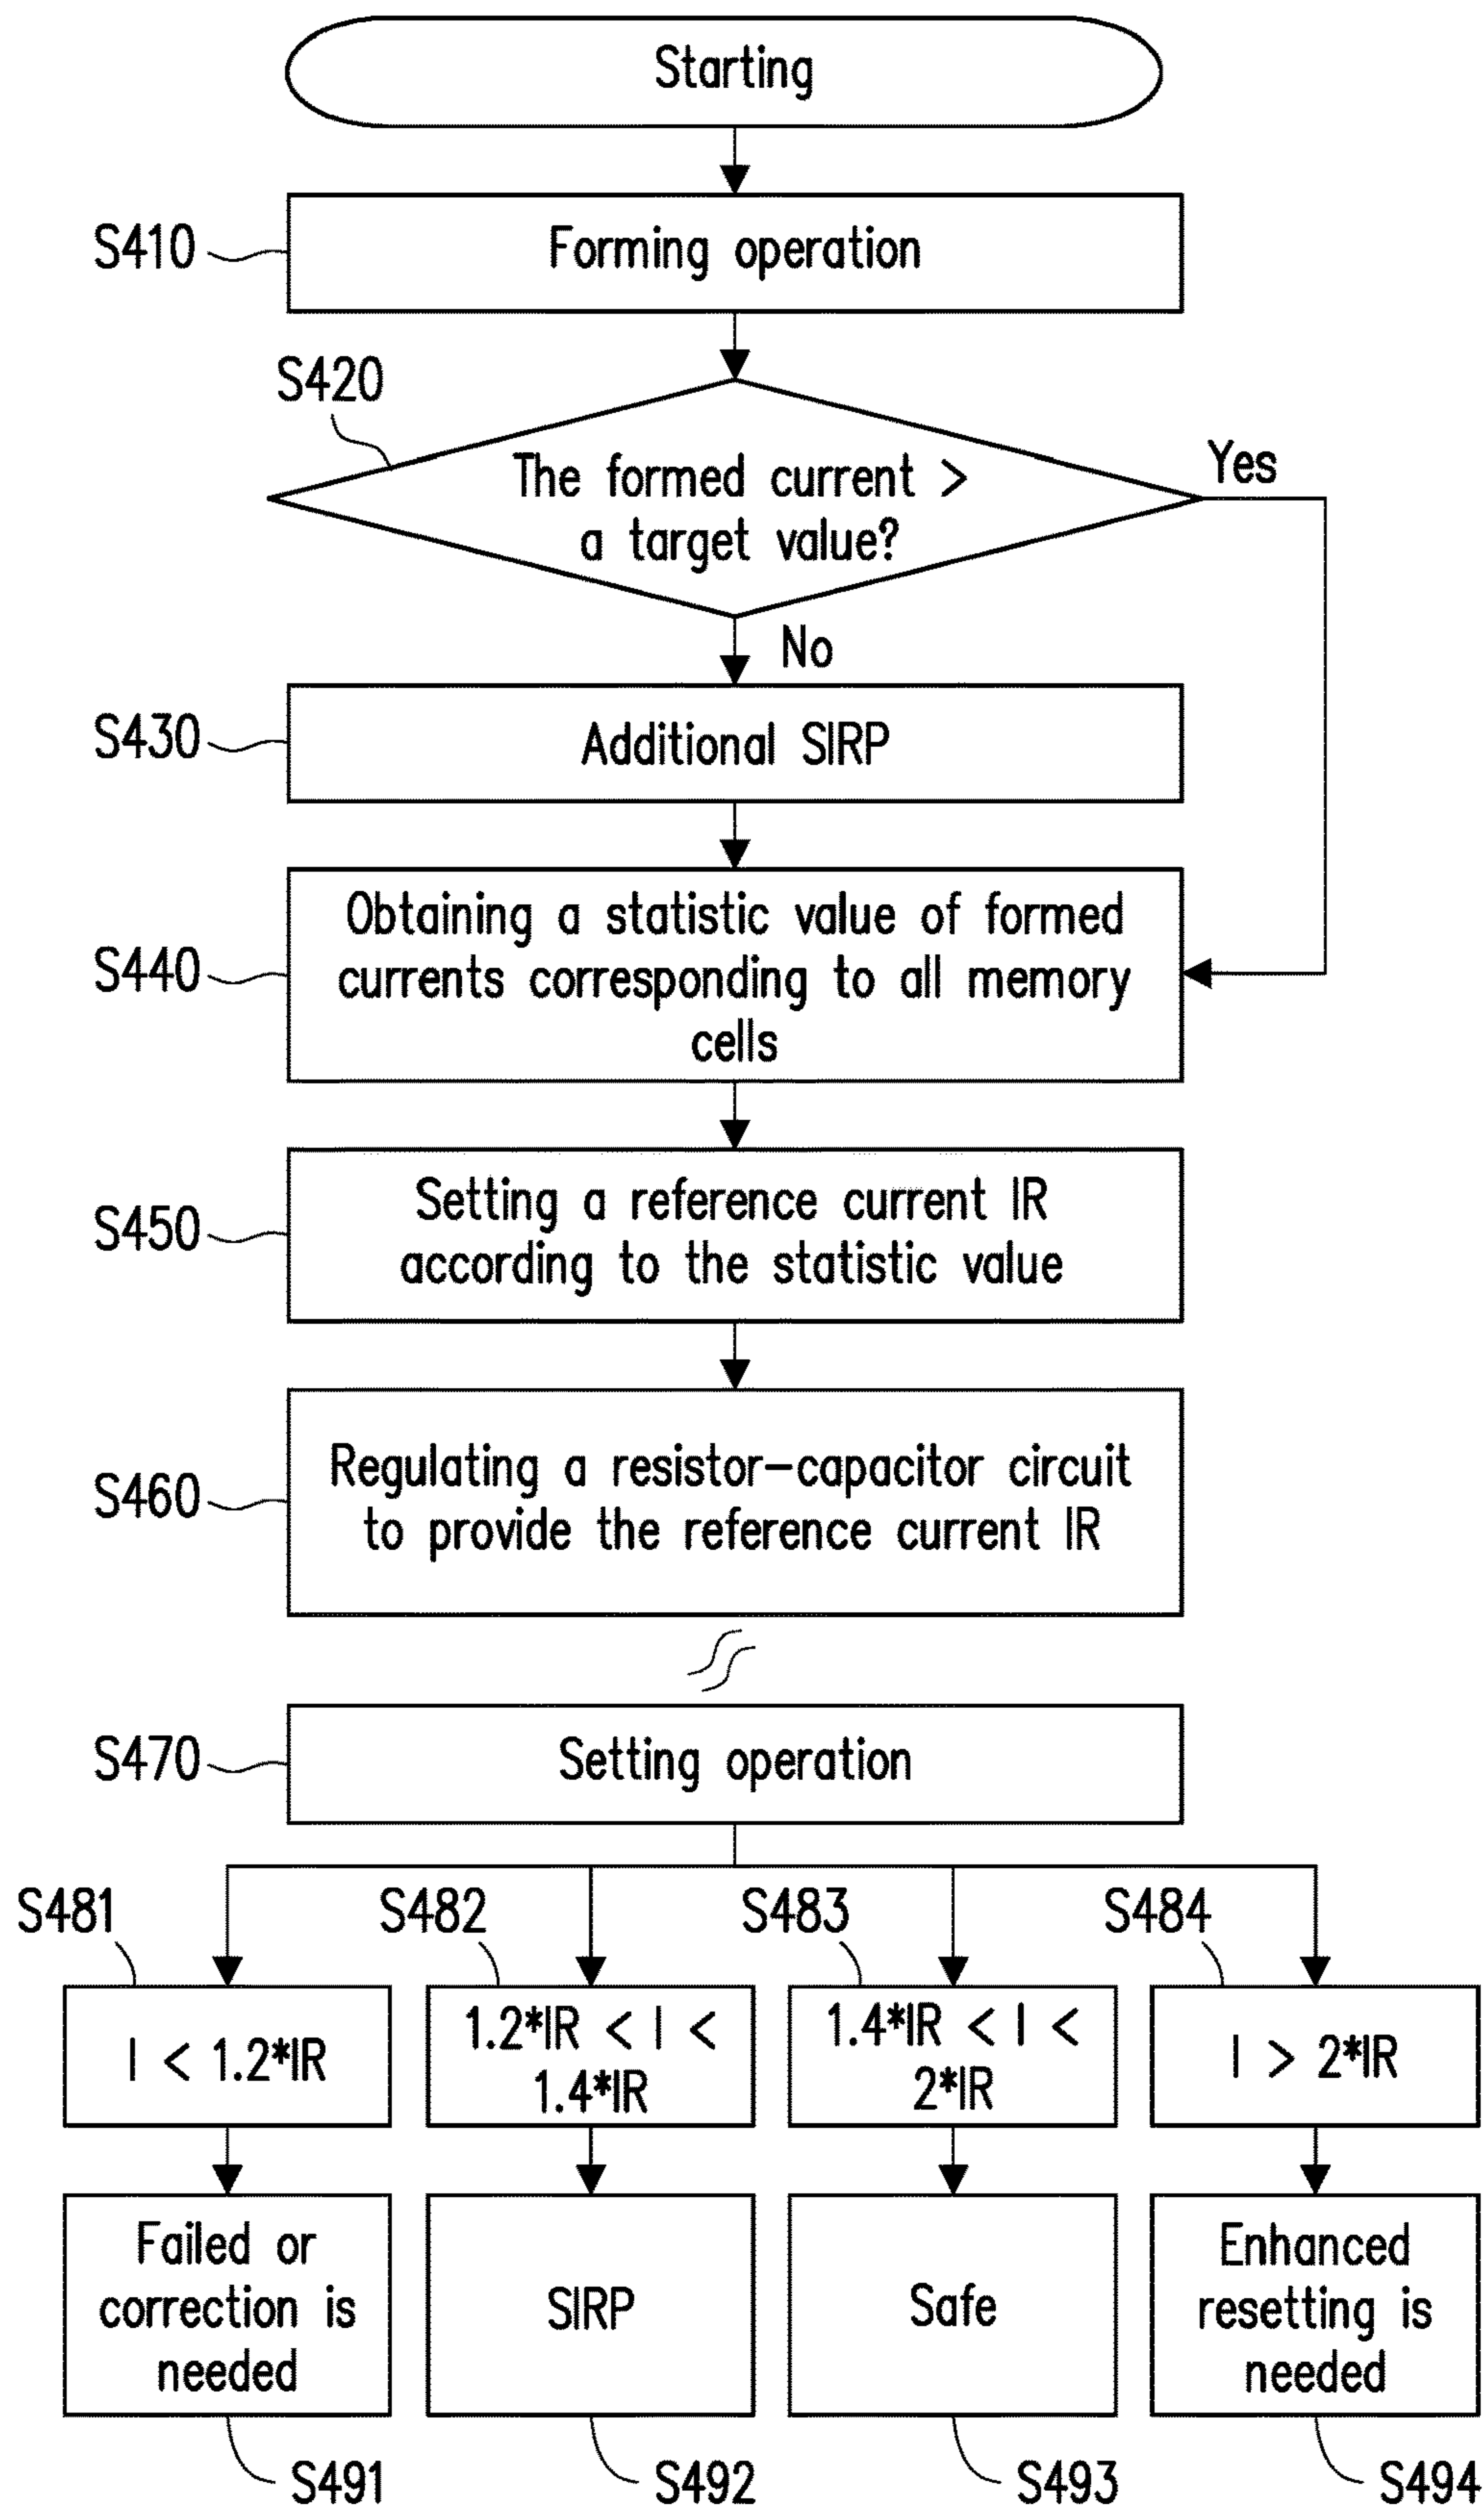 Starting
S410
Forming operation
S420
The formed current >
a target value?
Yes
No
S430
Additional SIRP
S440
Obtaining a statistic value of formed
currents corresponding to all memory
cells
S450
Setting a reference current IR
according to the statistic value
S460
Regulating a resistor-capacitor circuit
to provide the reference current IR
S470
Setting operation
S481
S482
S483
S484
I < 1.2*IR
1.2*IR < I <
1.4*IR
1.4*IR < I <
2*IR
I > 2*IR
Failed or
correction is
needed
SIRP
Safe
Enhanced
resetting is
needed
S491
S492
S493
S494